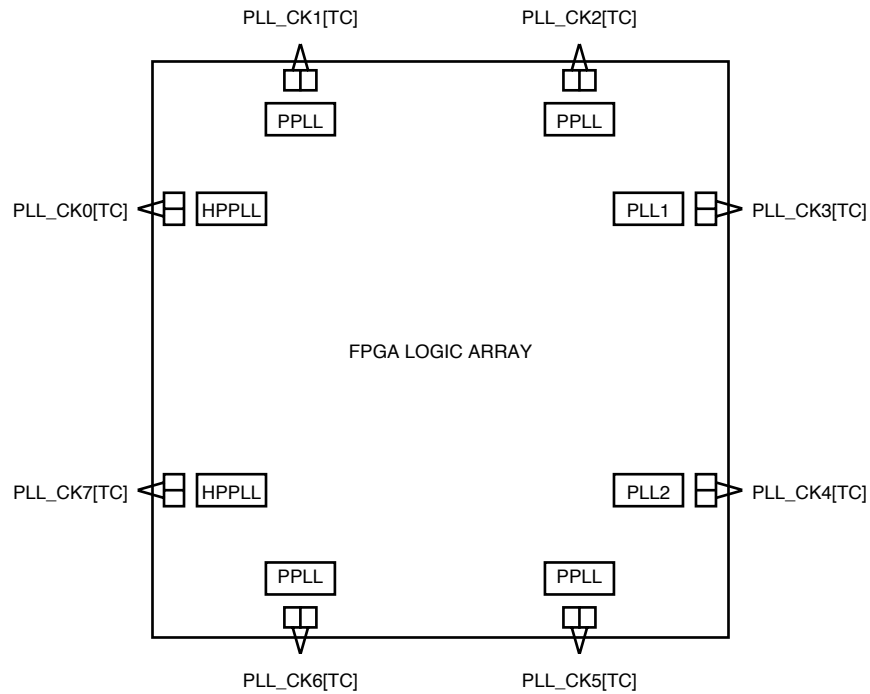 PLL_CK1[TC] PLL_CK2[TC]
PPLL PPLL
PLL_CK0[TC] HPPLL PLL1 PLL_CK3[TC]
FPGA LOGIC ARRAY
PLL_CK7[TC] HPPLL PLL2 PLL_CK4[TC]
PPLL PPLL
PLL_CK6[TC] PLL_CK5[TC]